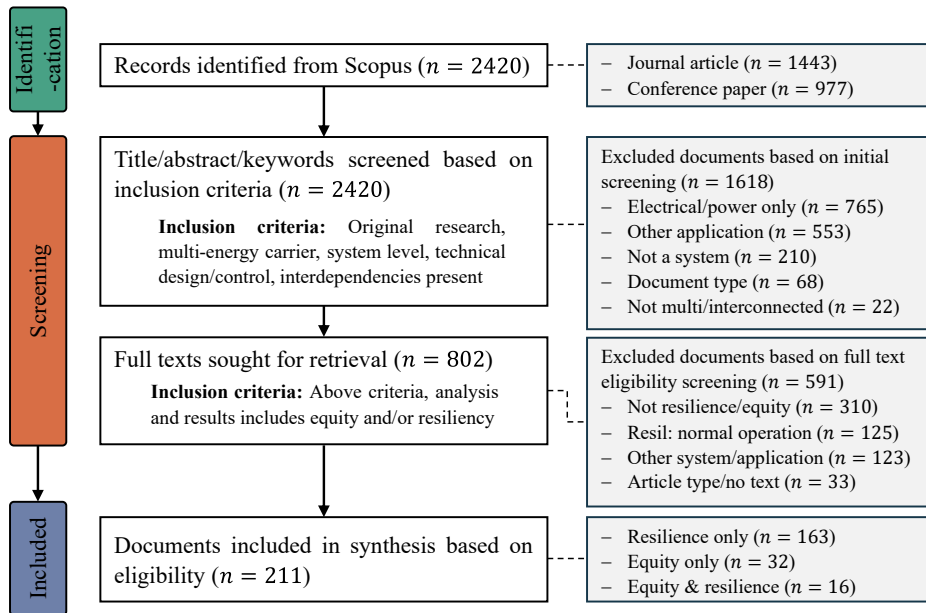 Identifi
-cation
Records identified from Scopus (n = 2420)
– Journal article (n = 1443)
– Conference paper (n = 977)
Screening
Title/abstract/keywords screened based on
inclusion criteria (n = 2420)
Inclusion criteria: Original research,
multi-energy carrier, system level, technical
design/control, interdependencies present
Excluded documents based on initial
screening (n = 1618)
– Electrical/power only (n = 765)
– Other application (n = 553)
– Not a system (n = 210)
– Document type (n = 68)
– Not multi/interconnected (n = 22)
Full texts sought for retrieval (n = 802)
Inclusion criteria: Above criteria, analysis
and results includes equity and/or resiliency
Excluded documents based on full text
eligibility screening (n = 591)
– Not resilience/equity (n = 310)
– Resil: normal operation (n = 125)
– Other system/application (n = 123)
– Article type/no text (n = 33)
Included
Documents included in synthesis based on
eligibility (n = 211)
– Resilience only (n = 163)
– Equity only (n = 32)
– Equity & resilience (n = 16)